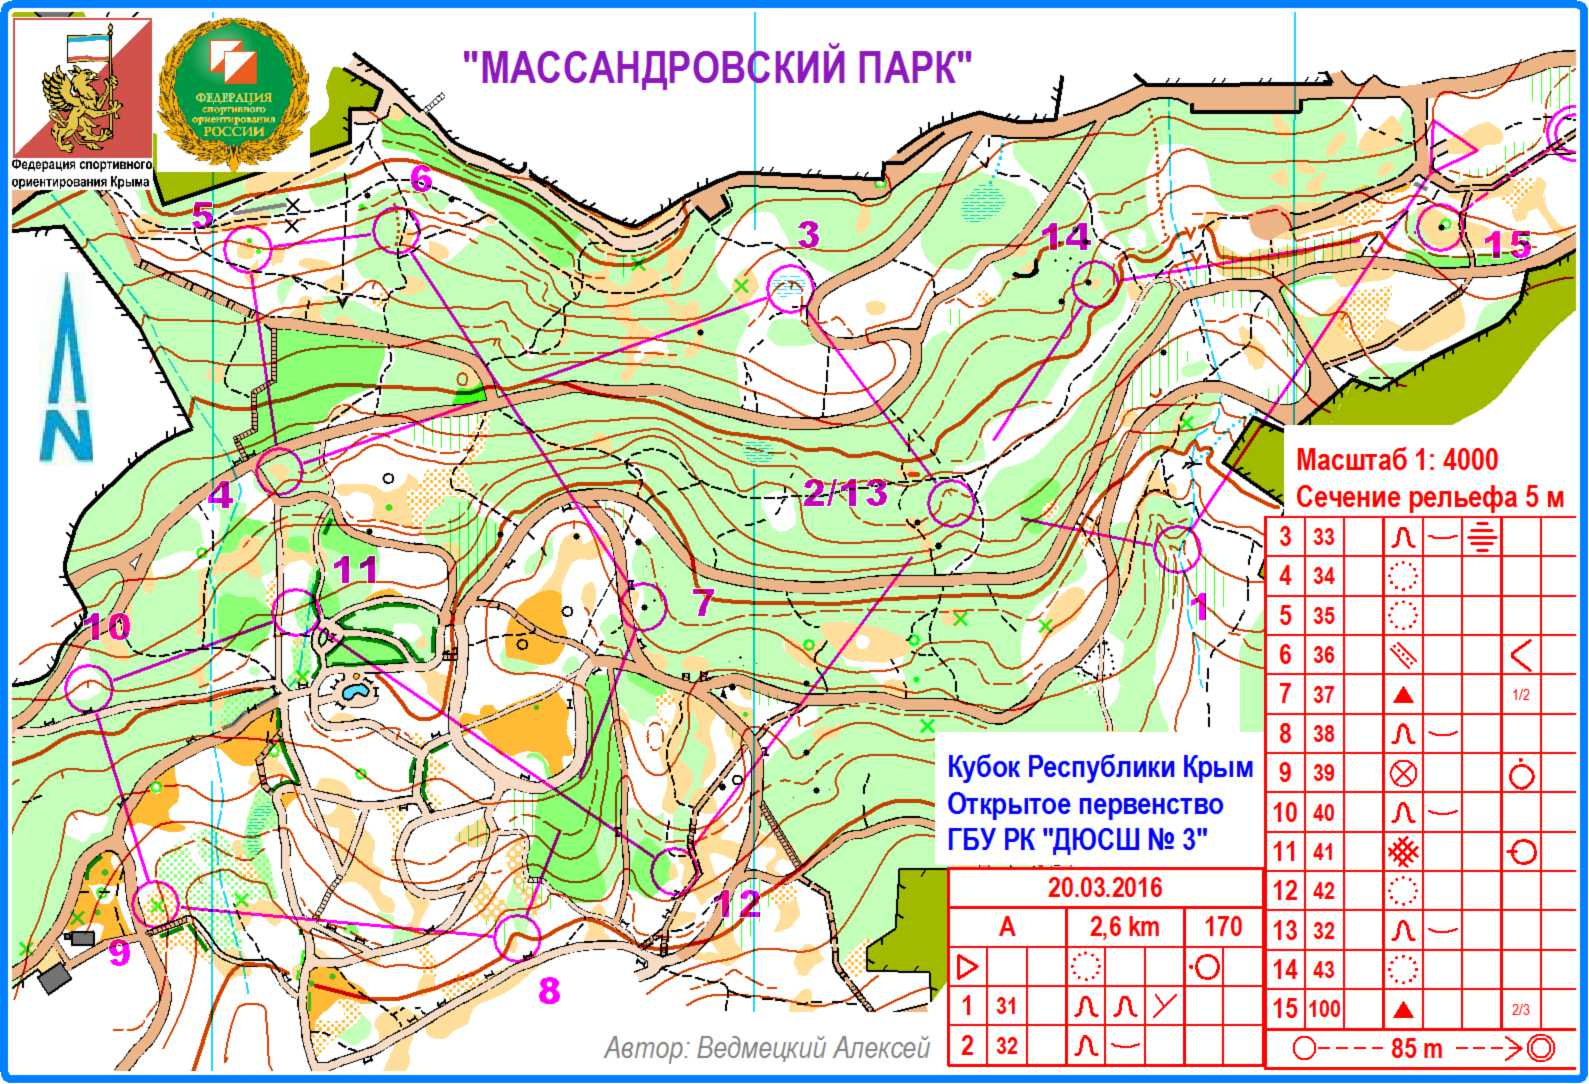 "МАССАНДРОВСКИЙ ПАРК"
ФЕДЕРАЦИЯ
спортивного
ориентирования
РОССИИ
Федерация спортивного
ориентирования Крыма
N
6
5
3
14
15
2/13
4
11
7
1
10
12
9
8
Масштаб 1: 4000
Сечение рельефа 5 м
3 33
4 34
5 35
6 36
7 37 1/2
8 38
9 39
10 40
11 41
12 42
13 32
14 43
15 100 2/3
85 m
Кубок Республики Крым
Открытое первенство
ГБУ РК "ДЮСШ № 3"
20.03.2016
А 2,6 km 170
1 31
2 32
Автор: Ведмецкий Алексей